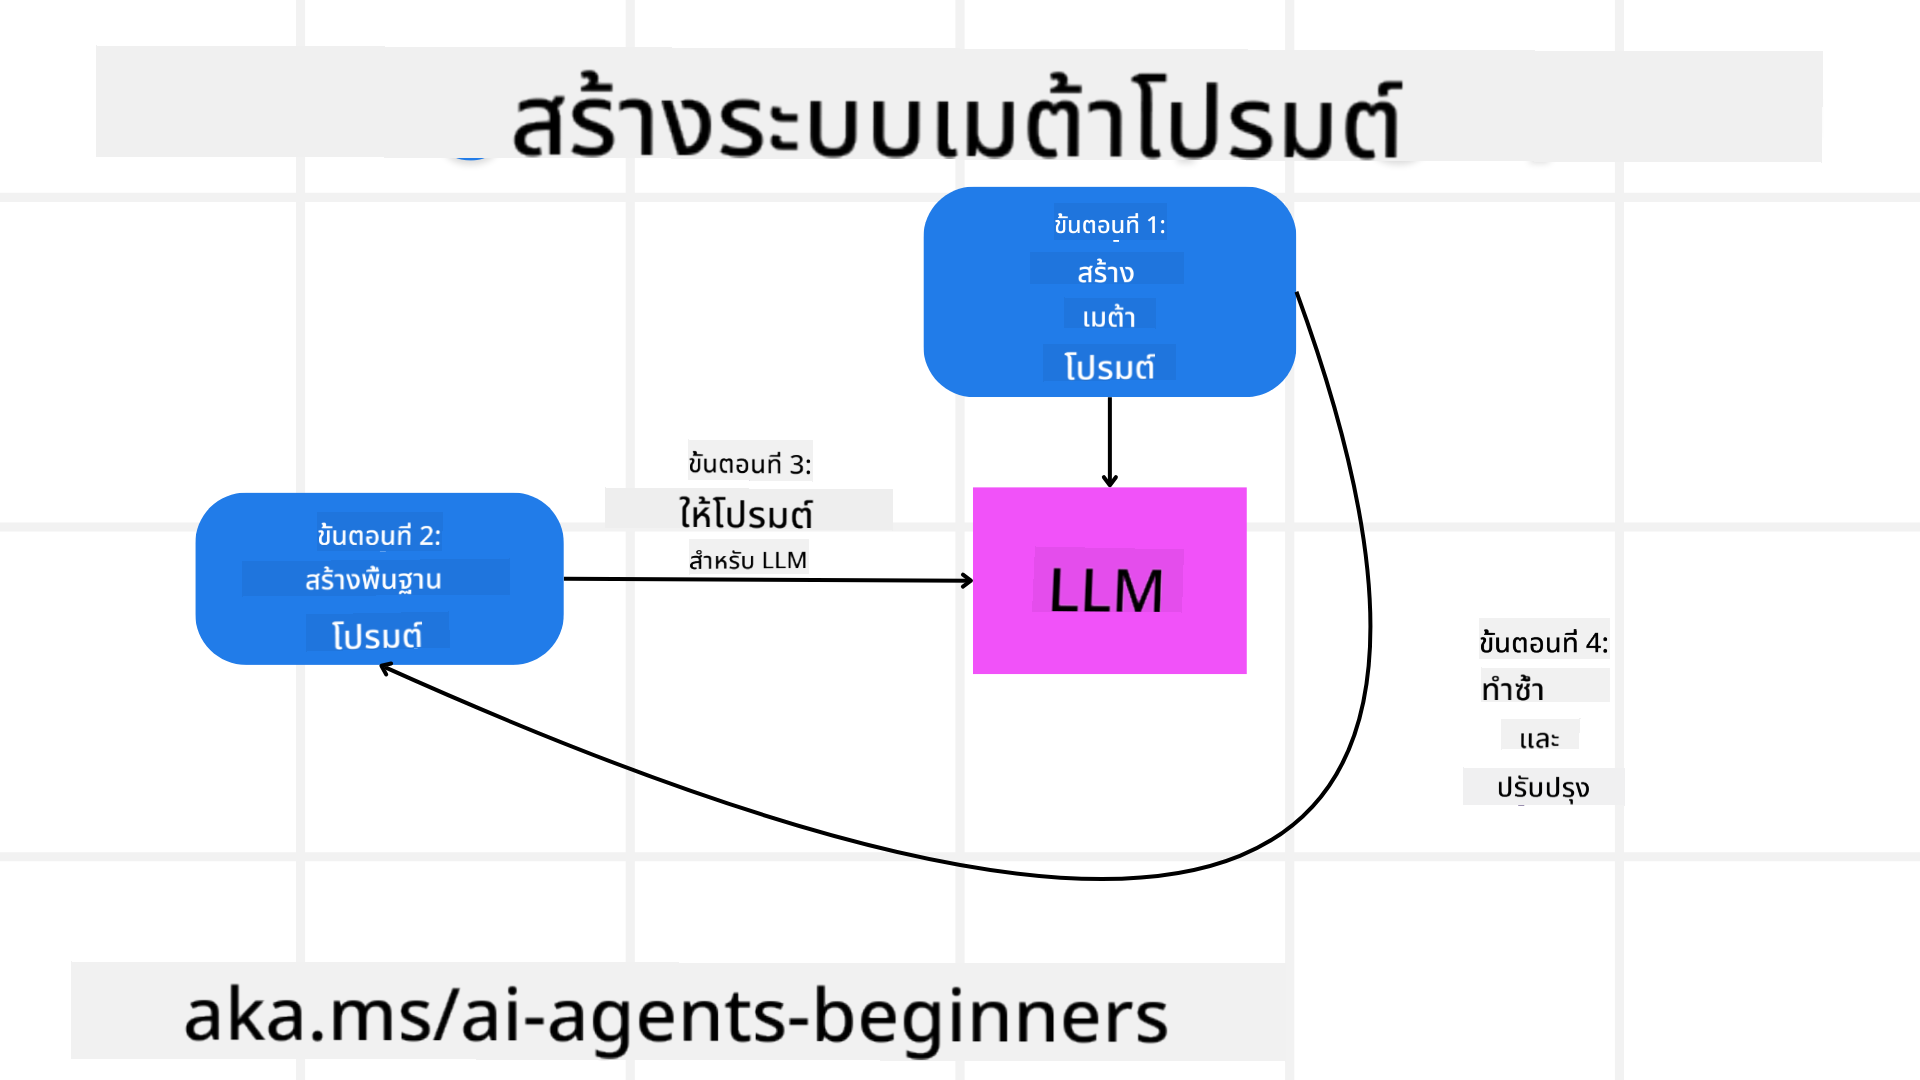 สร้างระบบเมต้าโปรมต์
ขั้นตอนที่ 1:
สร้าง
เมต้า
โปรมต์
ขั้นตอนที่ 3:
ให้โปรมต์
สำหรับ LLM
ขั้นตอนที่ 2:
สร้างพื้นฐาน
โปรมต์
LLM
ขั้นตอนที่ 4:
ทำซ้ำ
และ
ปรับปรุง
aka.ms/ai-agents-beginners